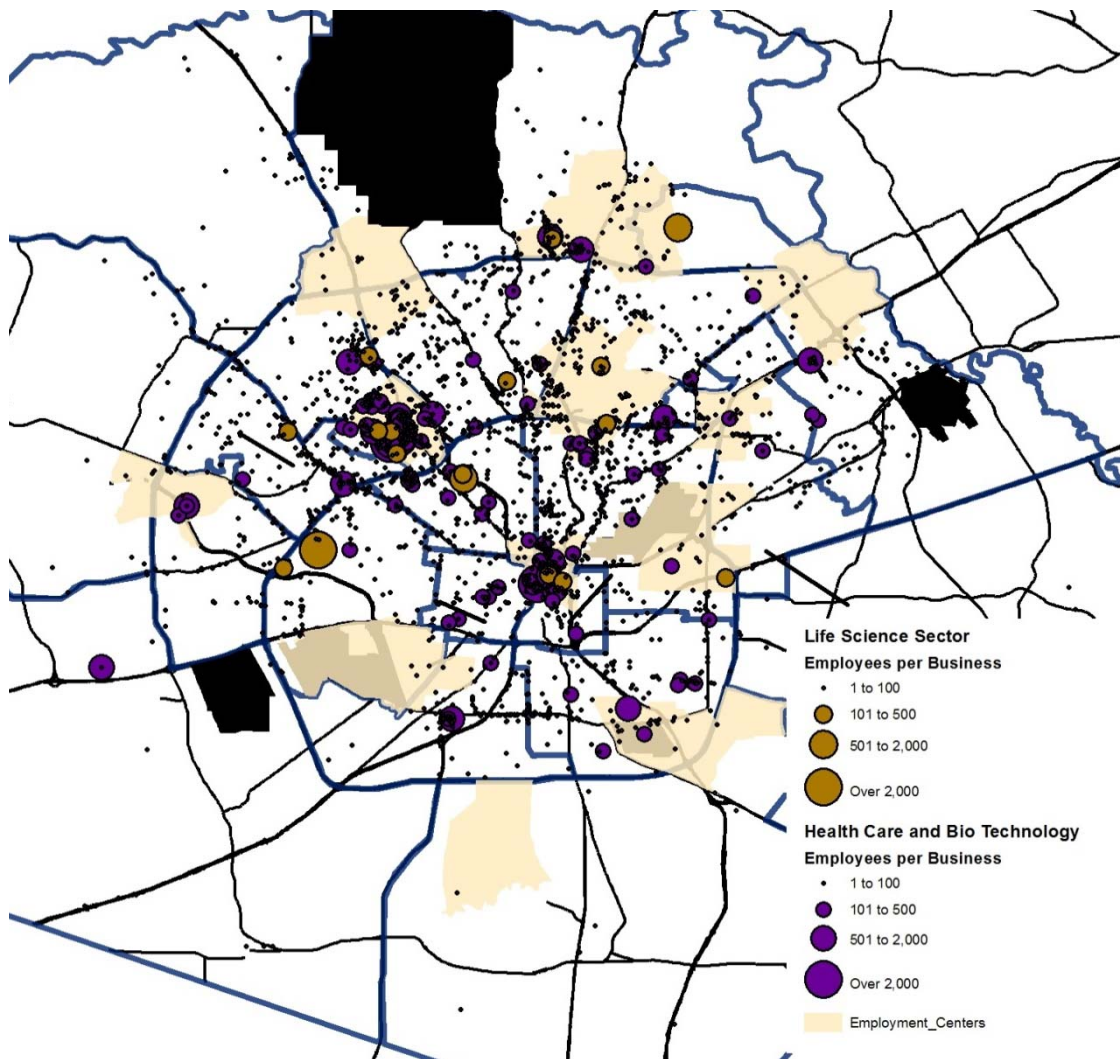 Life Science Sector
Employees per Business
1 to 100
101 to 500
501 to 2,000
Over 2,000
Health Care and Bio Technology
Employees per Business
1 to 100
101 to 500
501 to 2,000
Over 2,000
Employment_Centers